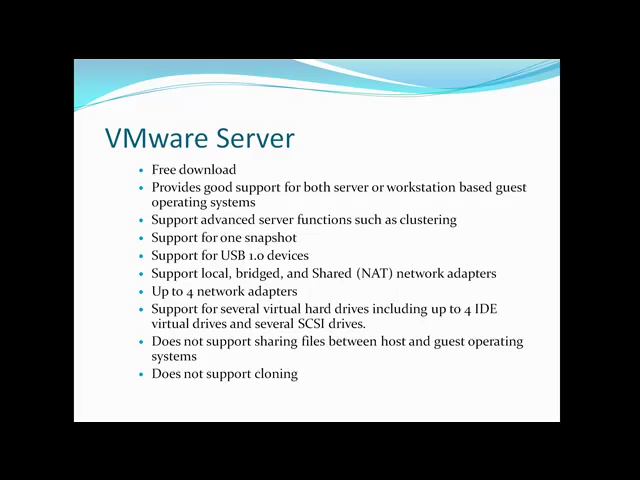 VMware Server
• Free download
• Provides good support for both server or workstation based guest
operating systems
• Support advanced server functions such as clustering
• Support for one snapshot
• Support for USB 1.0 devices
• Support local, bridged, and Shared (NAT) network adapters
• Up to 4 network adapters
• Support for several virtual hard drives including up to 4 IDE
virtual drives and several SCSI drives.
• Does not support sharing files between host and guest operating
systems
• Does not support cloning